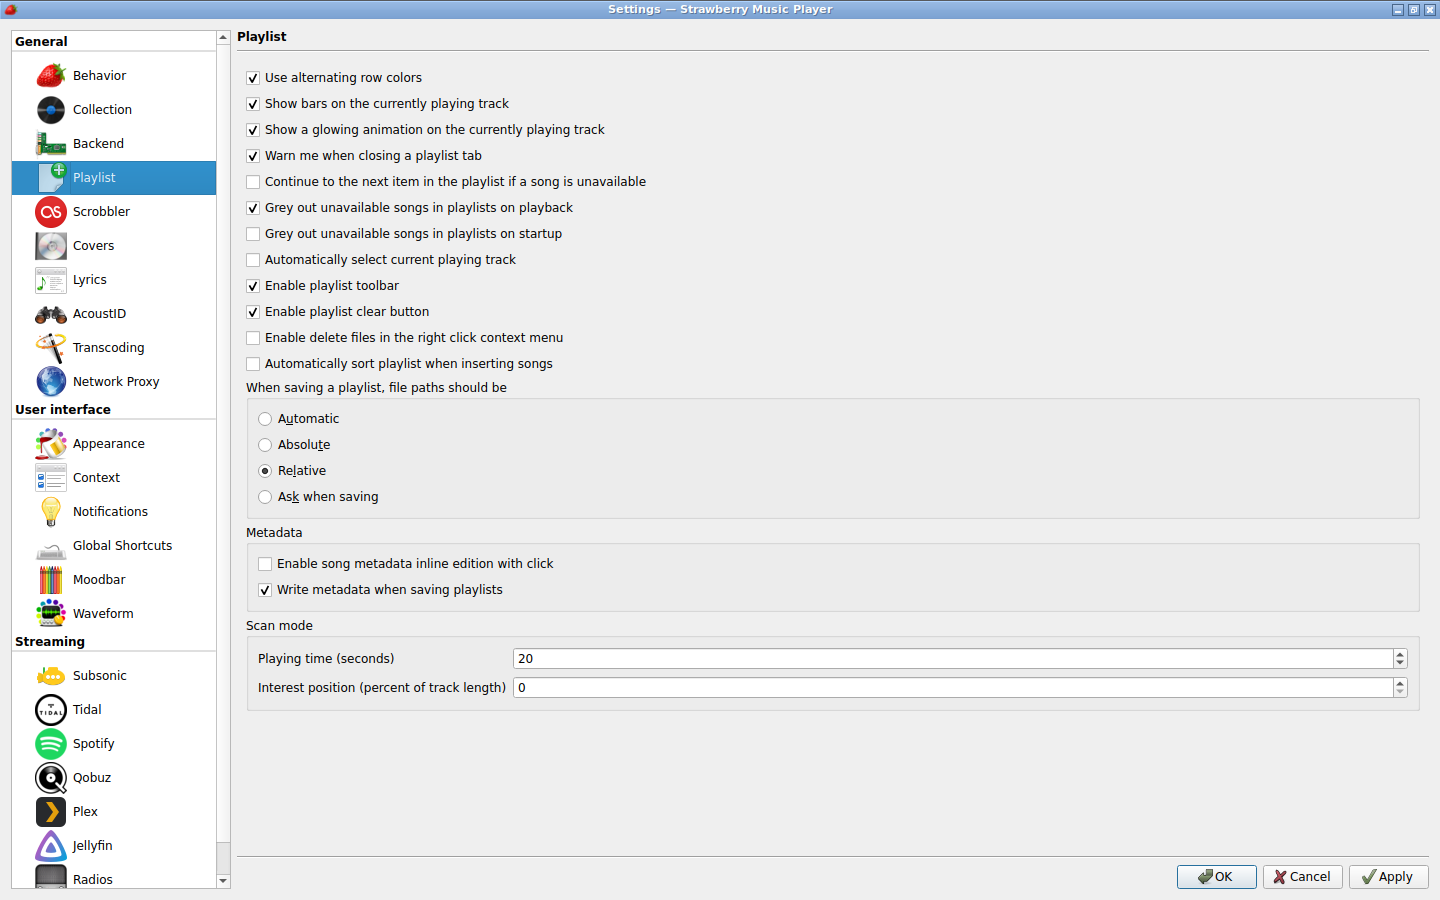 Settings — Strawberry Music Player
General
Behavior
Collection
Backend
Playlist
Scrobbler
Covers
Lyrics
AcoustID
Transcoding
Network Proxy
User interface
Appearance
Context
Notifications
Global Shortcuts
Moodbar
Waveform
Streaming
Subsonic
TIDAL
Tidal
Spotify
Qobuz
Plex
Jellyfin
Radios
Playlist
Use alternating row colors
Show bars on the currently playing track
Show a glowing animation on the currently playing track
Warn me when closing a playlist tab
Continue to the next item in the playlist if a song is unavailable
Grey out unavailable songs in playlists on playback
Grey out unavailable songs in playlists on startup
Automatically select current playing track
Enable playlist toolbar
Enable playlist clear button
Enable delete files in the right click context menu
Automatically sort playlist when inserting songs
When saving a playlist, file paths should be
Automatic
Absolute
Relative
Ask when saving
Metadata
Enable song metadata inline edition with click
Write metadata when saving playlists
Scan mode
Playing time (seconds) 20
Interest position (percent of track length) 0
OK Cancel Apply